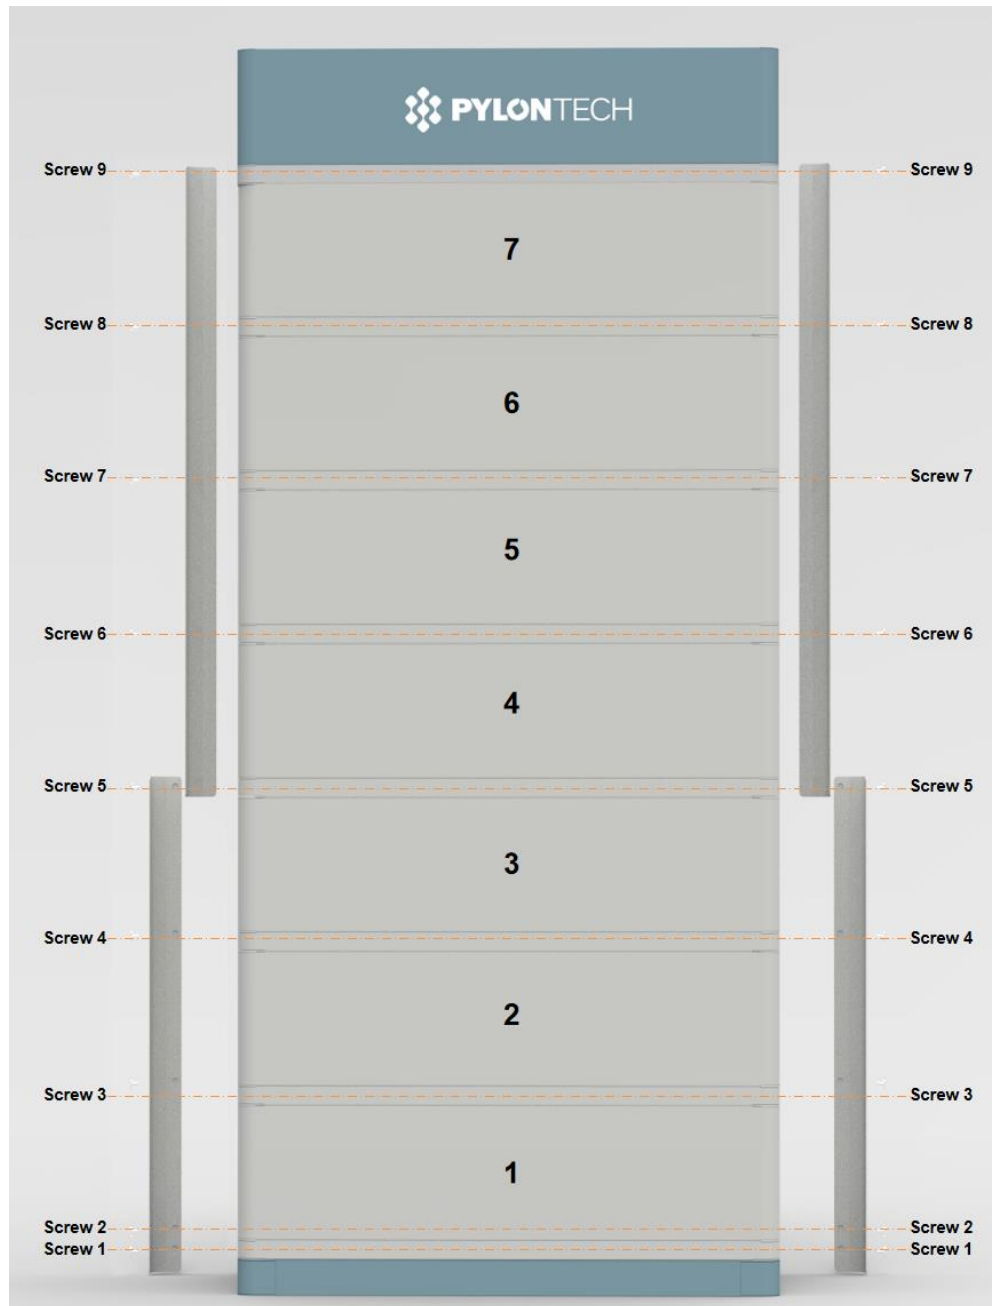 PYLONTECH
Screw 9 Screw 9
7
Screw 8 Screw 8
6
Screw 7 Screw 7
5
Screw 6 Screw 6
4
Screw 5 Screw 5
3
Screw 4 Screw 4
2
Screw 3 Screw 3
1
Screw 2 Screw 2
Screw 1 Screw 1